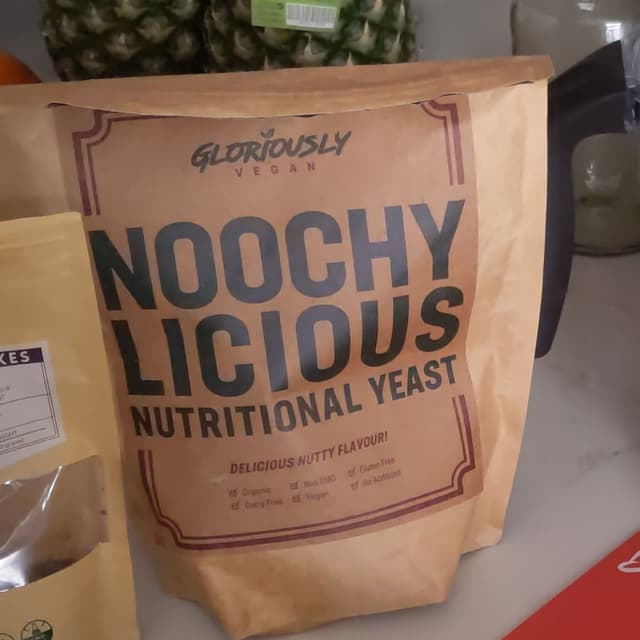 GLORIOUSLY
VEGAN
NOOCHY
LICIOUS
NUTRITIONAL YEAST
DELICIOUS NUTTY FLAVOUR!
Organic Non GMO Gluten Free
Dairy Free Vegan No Additives
KES